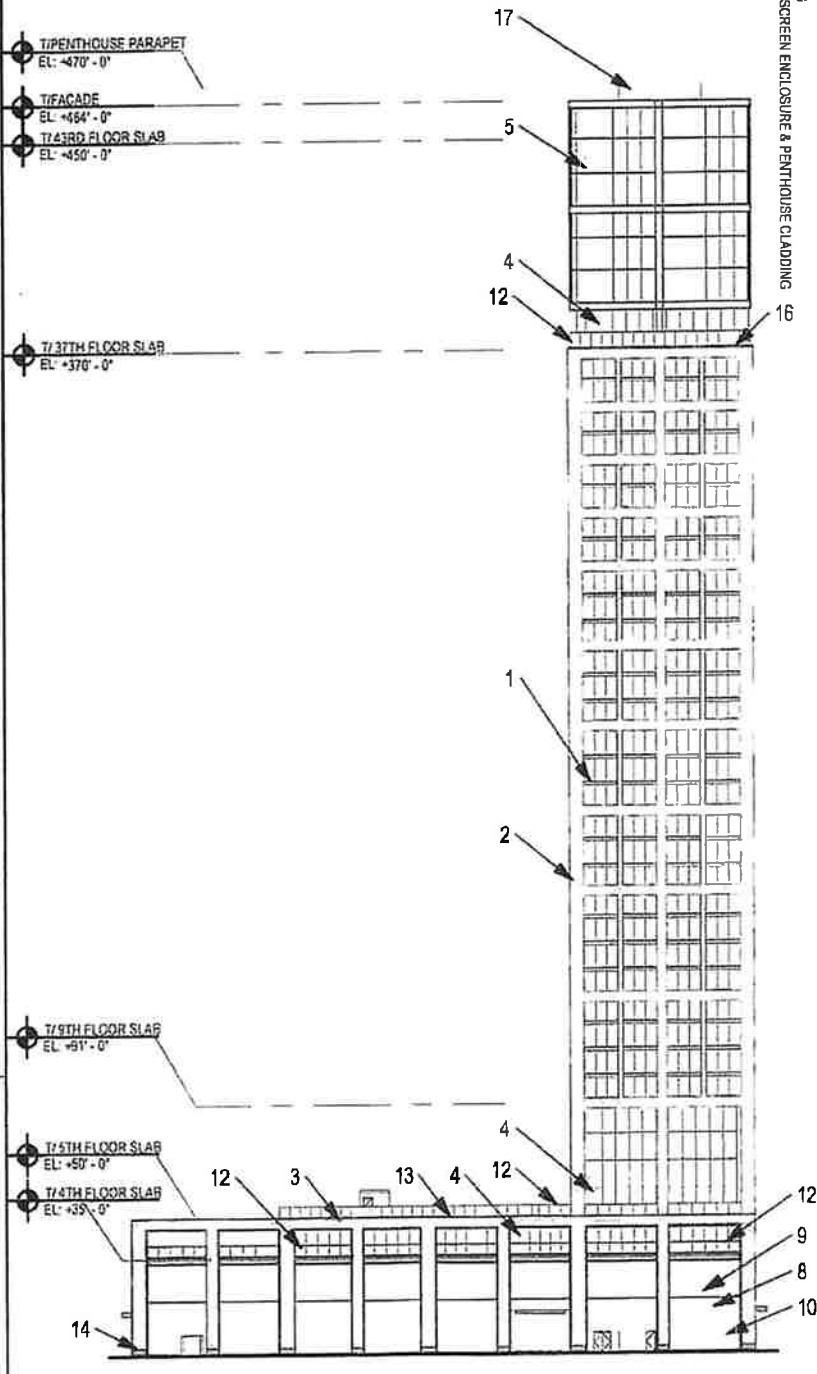 17
T/PENTHOUSE PARAPET
EL: +470' - 0"
T/FACADE
EL: +464' - 0"
5
T/43RD FLOOR SLAB
EL: +450' - 0"
SCREEN ENCLOSURE & PENTHOUSE CLADDING
4
12
16
T/37TH FLOOR SLAB
EL: +370' - 0"
1
2
T/9TH FLOOR SLAB
EL: +91' - 0"
4
T/5TH FLOOR SLAB
EL: +50' - 0"
12
3
13
4
12
12
T/4TH FLOOR SLAB
EL: +35' - 0"
9
8
10
14